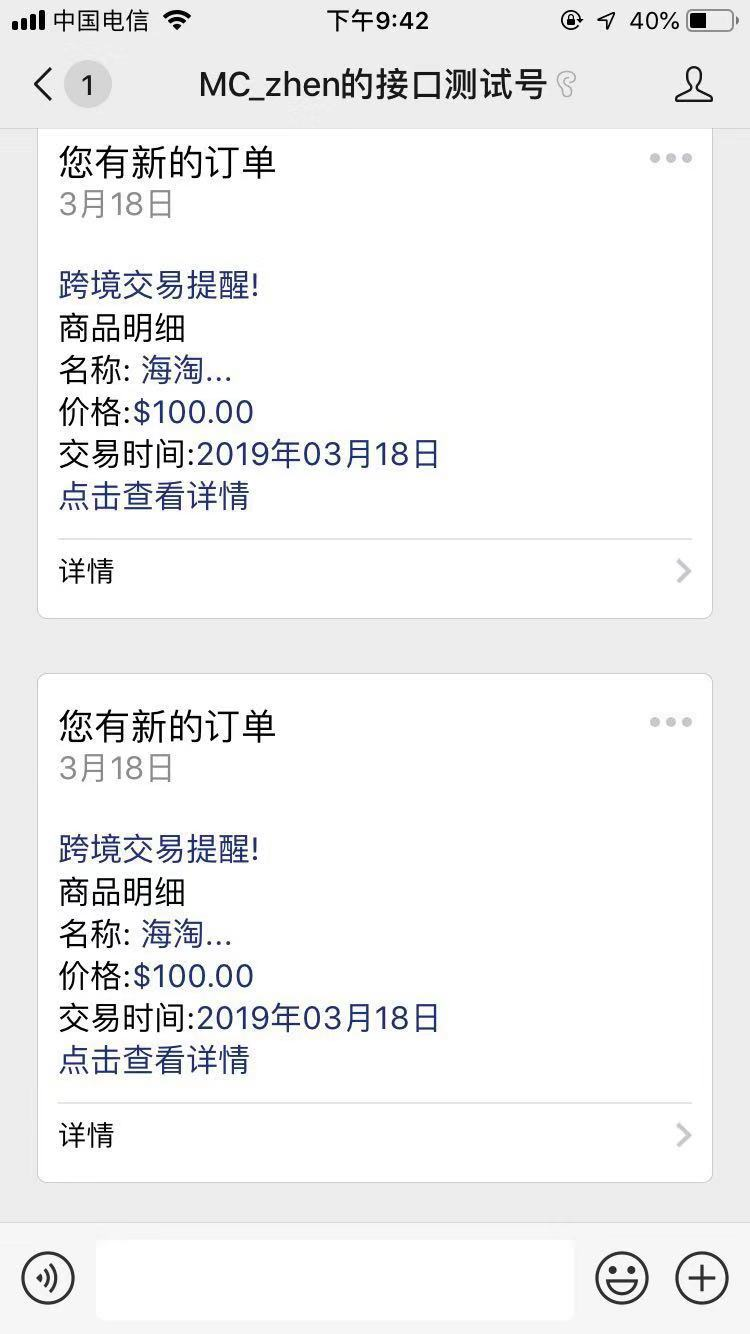 中国电信
下午9:42
40%
1
MC_zhen的接口测试号
您有新的订单
3月18日
跨境交易提醒!
商品明细
名称: 海淘...
价格:$100.00
交易时间:2019年03月18日
点击查看详情
详情
您有新的订单
3月18日
跨境交易提醒!
商品明细
名称: 海淘...
价格:$100.00
交易时间:2019年03月18日
点击查看详情
详情